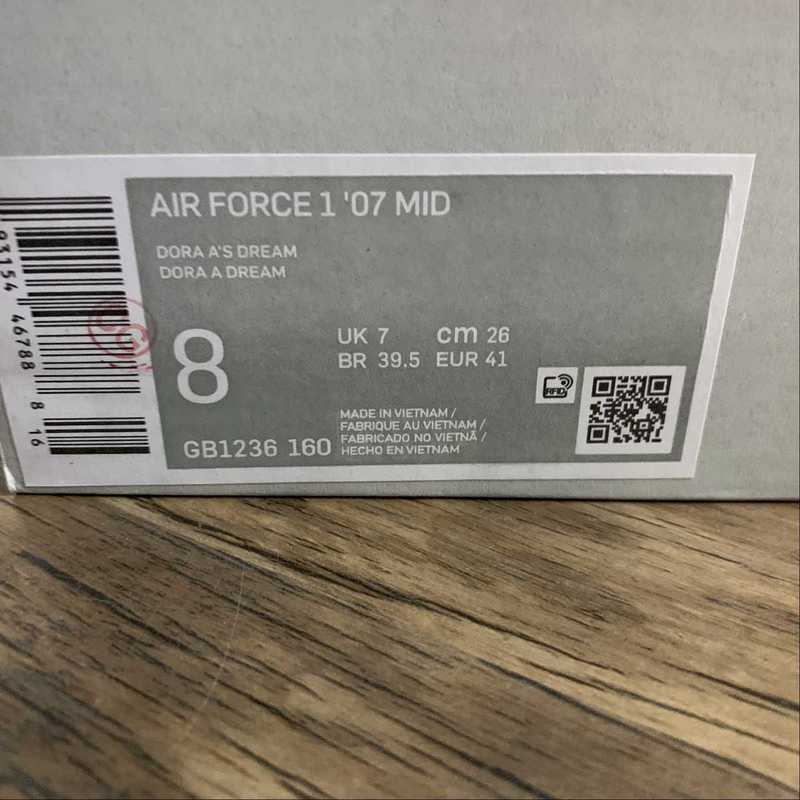 AIR FORCE 1 '07 MID
DORA A'S DREAM
DORA A DREAM
8
UK 7 cm 26
BR 39.5 EUR 41
RFID
GB1236 160
MADE IN VIETNAM /
FABRIQUE AU VIETNAM /
FABRICADO NO VIETNÃ /
HECHO EN VIETNAM
93154 46788 8 16